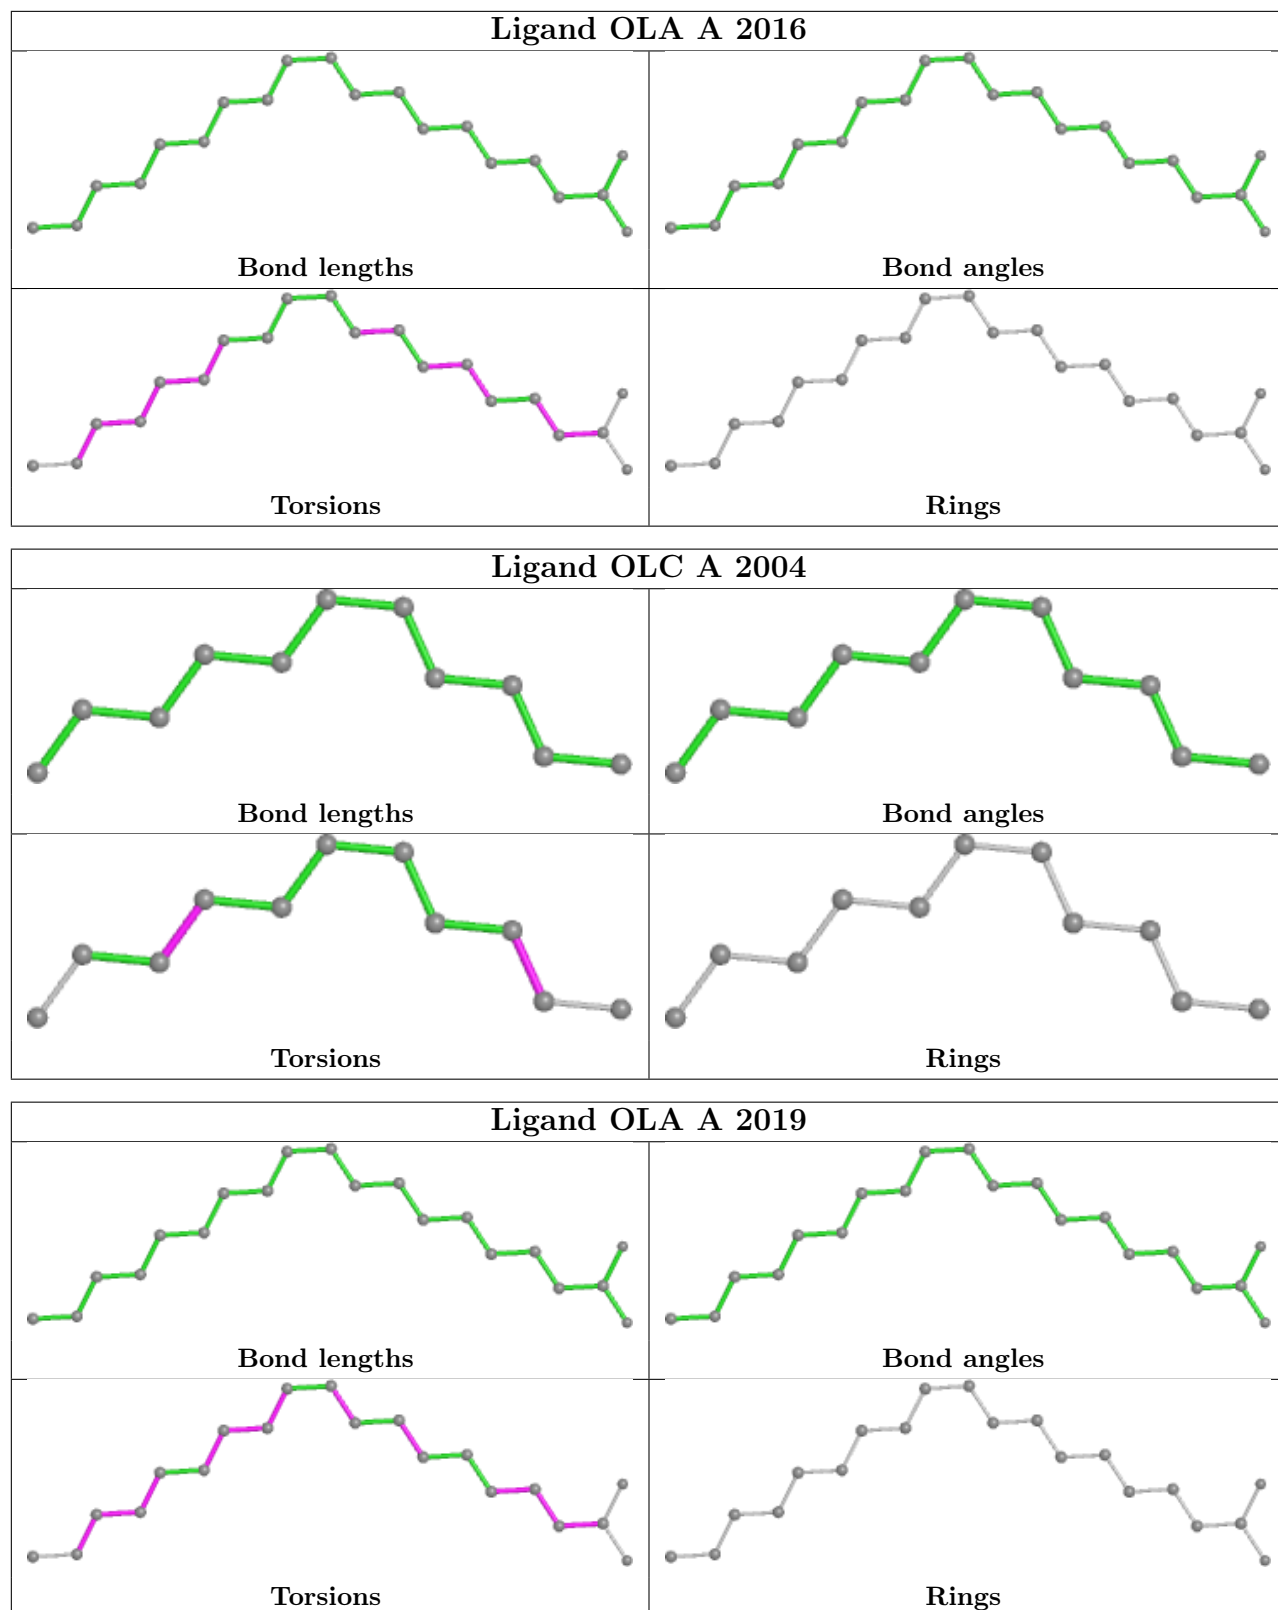 Ligand OLA A 2016
Bond lengths
Bond angles
Torsions
Rings
Ligand OLC A 2004
Bond lengths
Bond angles
Torsions
Rings
Ligand OLA A 2019
Bond lengths
Bond angles
Torsions
Rings